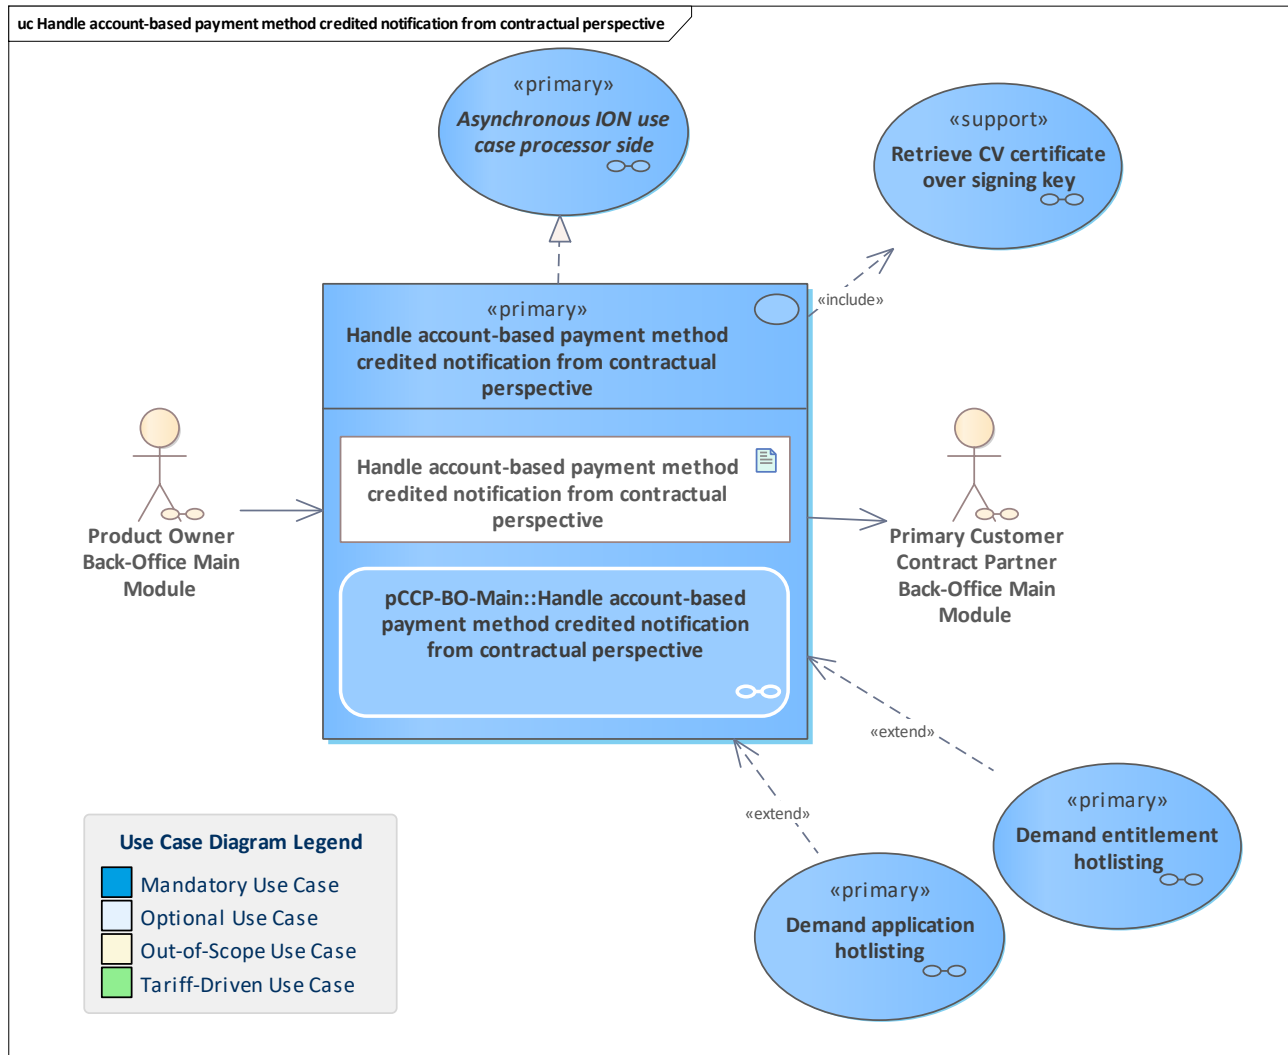 uc Handle account-based payment method credited notification from contractual perspective
«primary»
Asynchronous ION use
case processor side
«support»
Retrieve CV certificate
over signing key
«include»
«primary»
Handle account-based payment method
credited notification from contractual
perspective
Handle account-based payment method
credited notification from contractual
perspective
pCCP-BO-Main::Handle account-based
payment method credited notification
from contractual perspective
Product Owner
Back-Office Main
Module
Primary Customer
Contract Partner
Back-Office Main
Module
«extend»
«extend»
«primary»
Demand entitlement
hotlisting
«primary»
Demand application
hotlisting
Use Case Diagram Legend
Mandatory Use Case
Optional Use Case
Out-of-Scope Use Case
Tariff-Driven Use Case